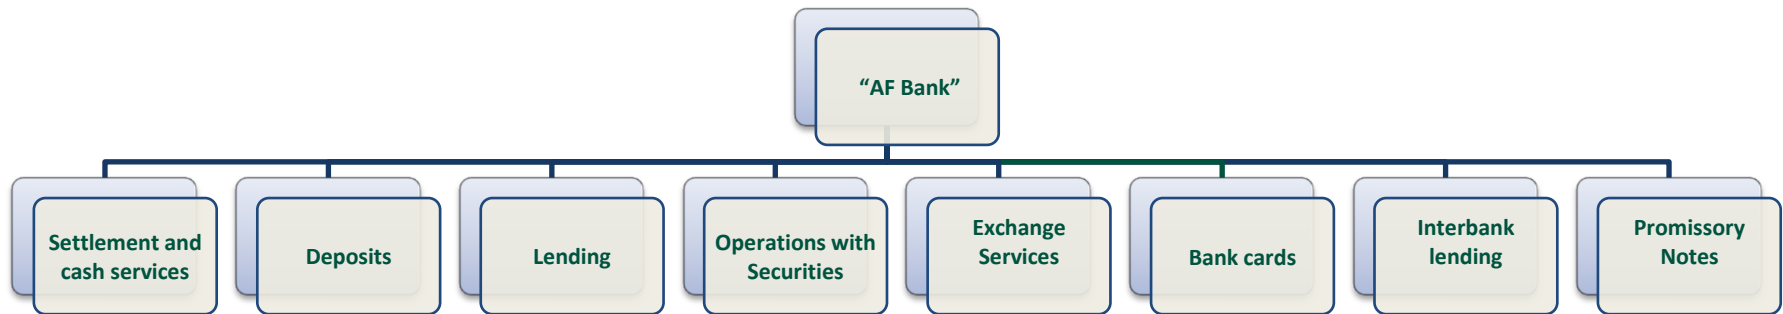 “AF Bank”
Settlement and
cash services
Deposits
Lending
Operations with
Securities
Exchange
Services
Bank cards
Interbank
lending
Promissory
Notes